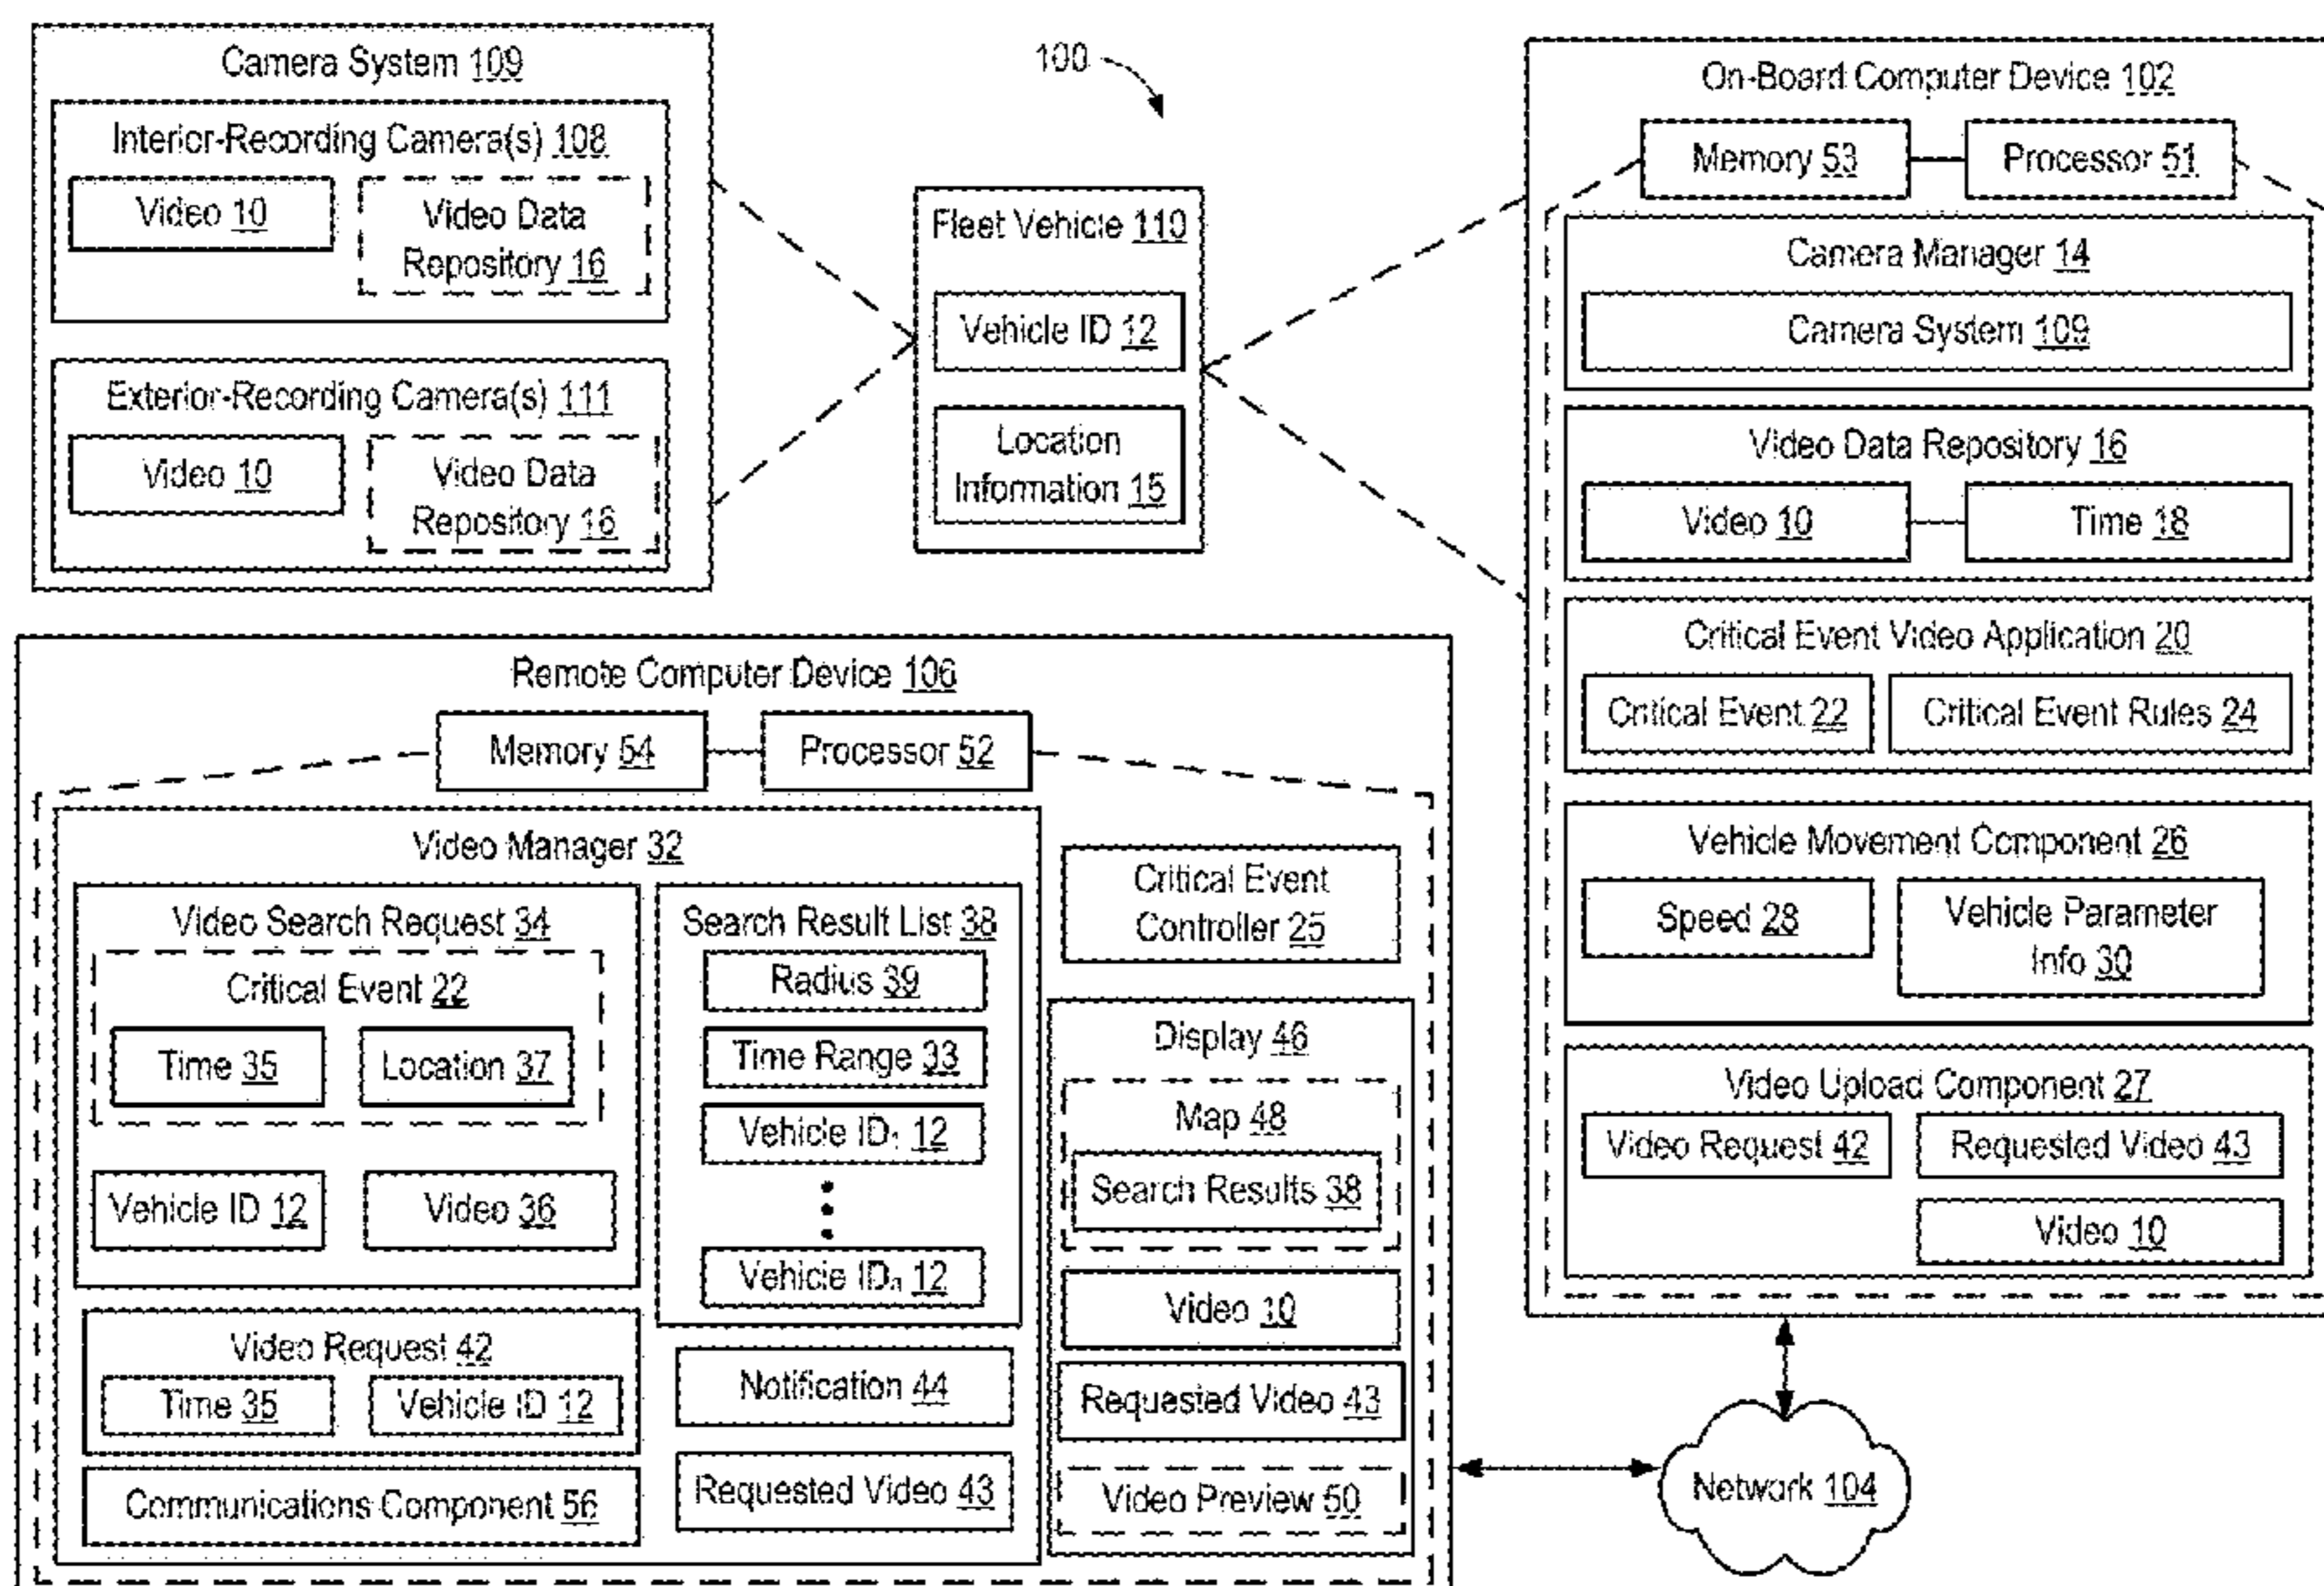 Camera System 109
Interior-Recording Camera(s) 108
Video 10
Video Data
Repository 16
Exterior-Recording Camera(s) 111
Video 10
Video Data
Repository 16
100
Fleet Vehicle 110
Vehicle ID 12
Location
Information 15
On-Board Computer Device 102
Memory 53
Processor 51
Camera Manager 14
Camera System 109
Video Data Repository 16
Video 10
Time 18
Critical Event Video Application 20
Critical Event 22
Critical Event Rules 24
Vehicle Movement Component 26
Speed 28
Vehicle Parameter
Info 30
Video Upload Component 27
Video Request 42
Requested Video 43
Video 10
Remote Computer Device 106
Memory 54
Processor 52
Video Manager 32
Video Search Request 34
Critical Event 22
Time 35
Location 37
Vehicle ID 12
Video 36
Search Result List 38
Radius 39
Time Range 33
Vehicle ID₁ 12
Vehicle IDₙ 12
Video Request 42
Time 35
Vehicle ID 12
Communications Component 56
Notification 44
Requested Video 43
Critical Event
Controller 25
Display 46
Map 48
Search Results 38
Video 10
Requested Video 43
Video Preview 50
Network 104